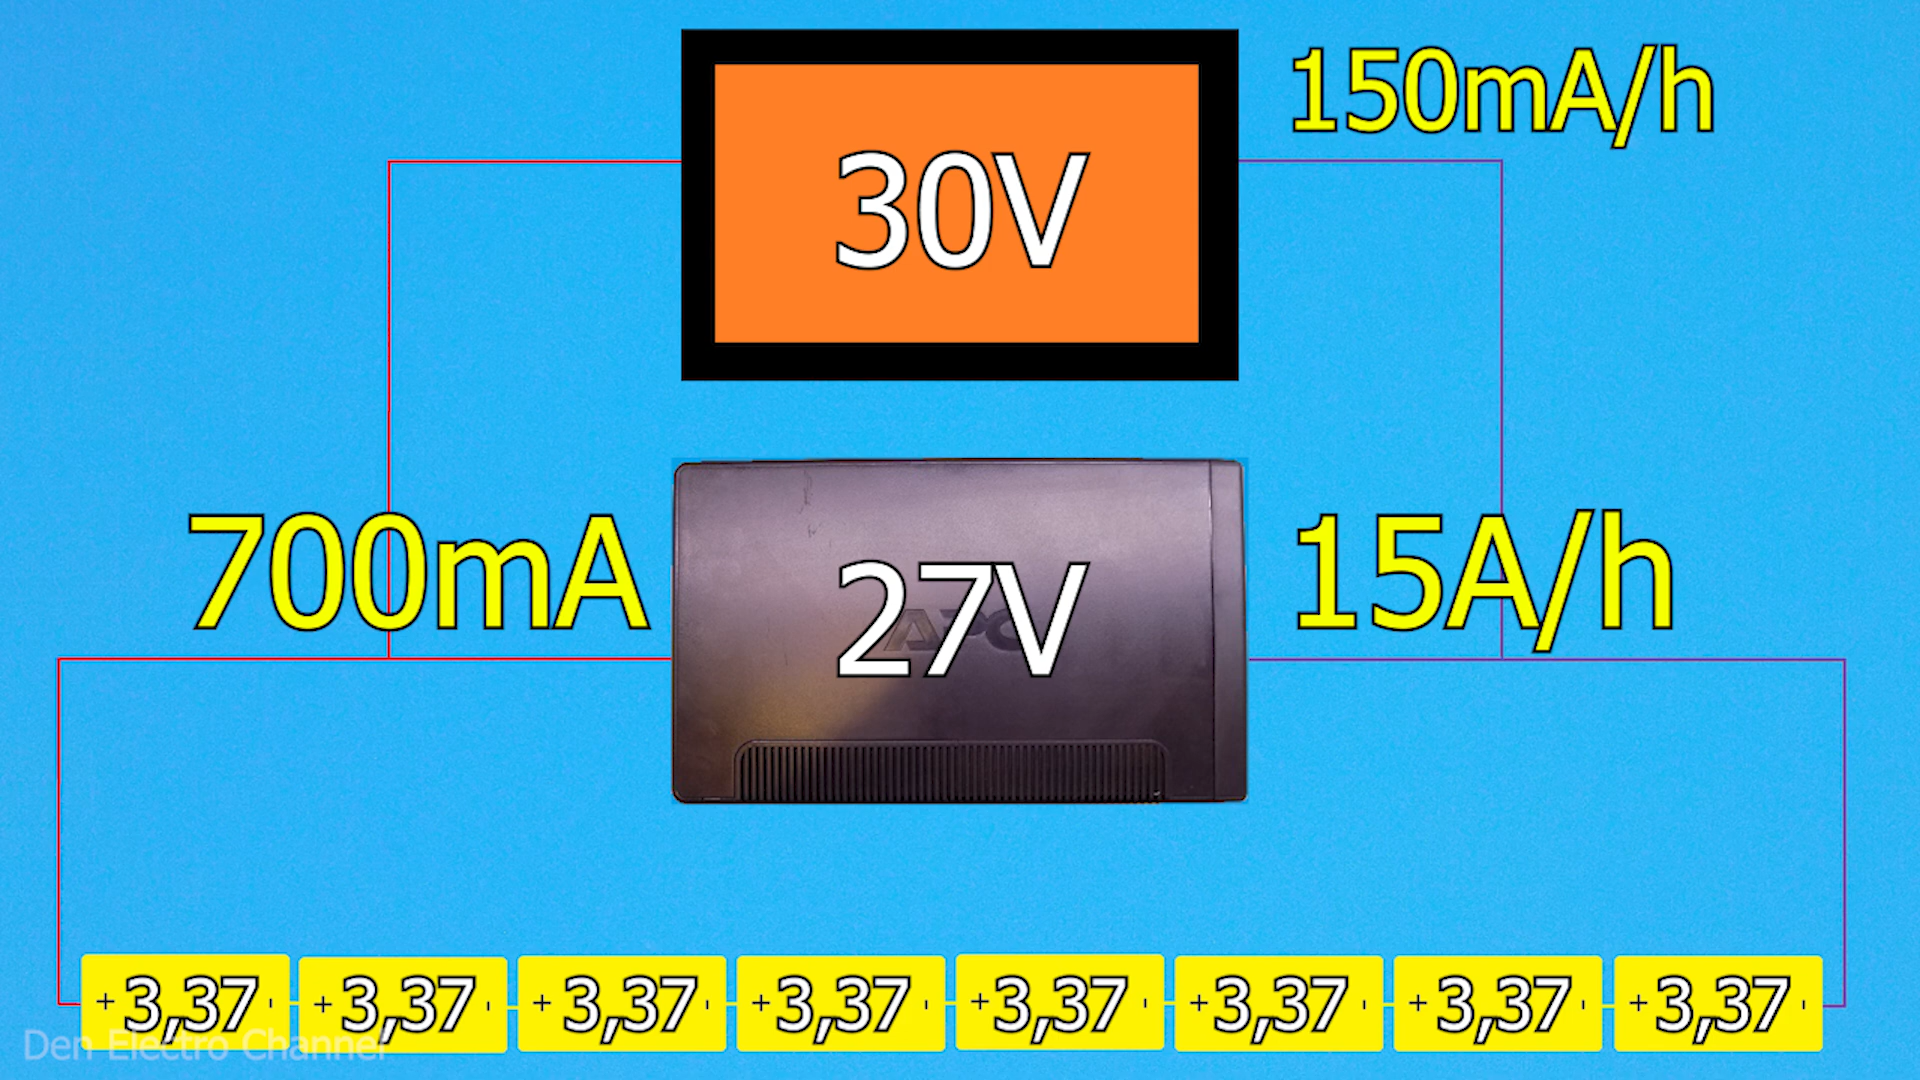 150mA/h
30V
700mA
27V
APC
15A/h
+ 3,37 -
+ 3,37 -
+ 3,37 -
+ 3,37 -
+ 3,37 -
+ 3,37 -
+ 3,37 -
+ 3,37 -
Den Electro Channel